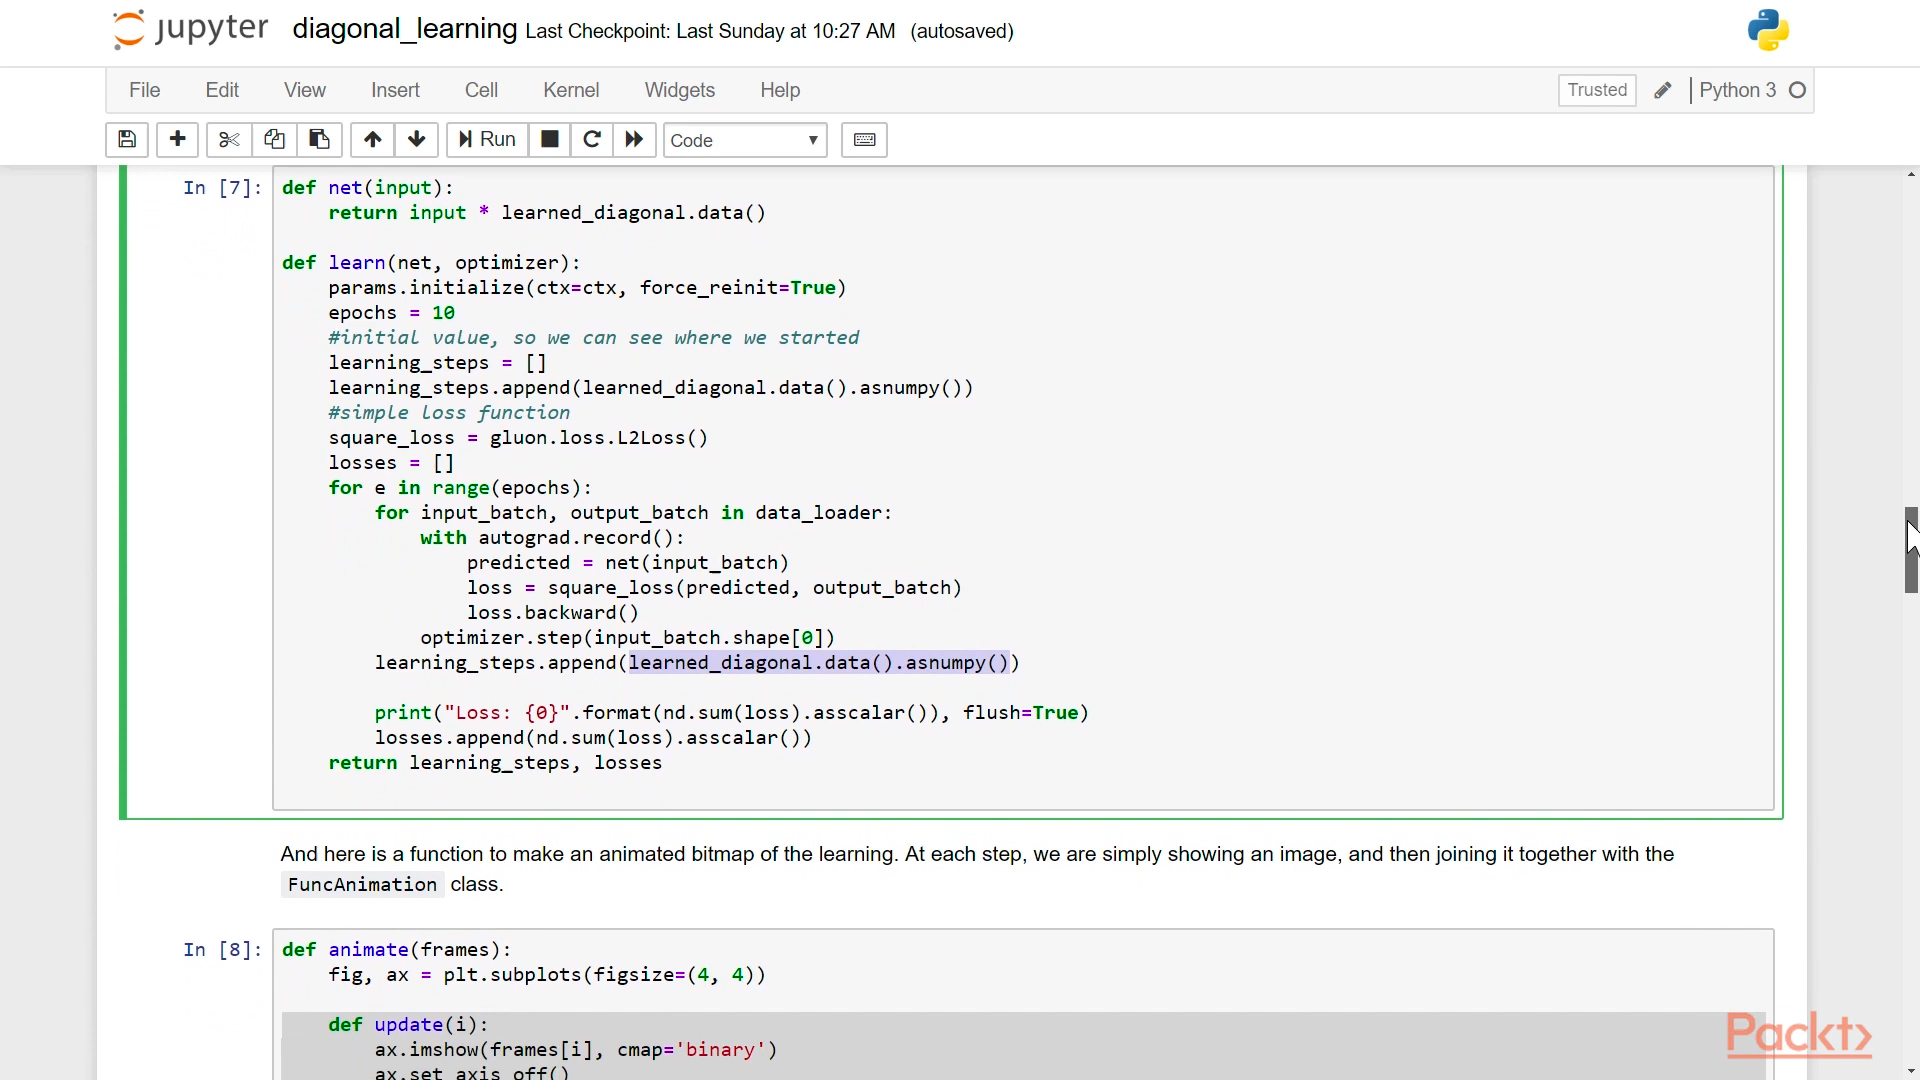 jupyter diagonal_learning Last Checkpoint: Last Sunday at 10:27 AM (autosaved)
File Edit View Insert Cell Kernel Widgets Help Trusted Python 3
Run Code
In [7]: def net(input):
return input * learned_diagonal.data()
def learn(net, optimizer):
params.initialize(ctx=ctx, force_reinit=True)
epochs = 10
#initial value, so we can see where we started
learning_steps = []
learning_steps.append(learned_diagonal.data().asnumpy())
#simple loss function
square_loss = gluon.loss.L2Loss()
losses = []
for e in range(epochs):
for input_batch, output_batch in data_loader:
with autograd.record():
predicted = net(input_batch)
loss = square_loss(predicted, output_batch)
loss.backward()
optimizer.step(input_batch.shape[0])
learning_steps.append(learned_diagonal.data().asnumpy())
print("Loss: {0}".format(nd.sum(loss).asscalar()), flush=True)
losses.append(nd.sum(loss).asscalar())
return learning_steps, losses
And here is a function to make an animated bitmap of the learning. At each step, we are simply showing an image, and then joining it together with the
FuncAnimation class.
In [8]: def animate(frames):
fig, ax = plt.subplots(figsize=(4, 4))
def update(i):
ax.imshow(frames[i], cmap='binary')
ax.set_axis_off()
Packt>